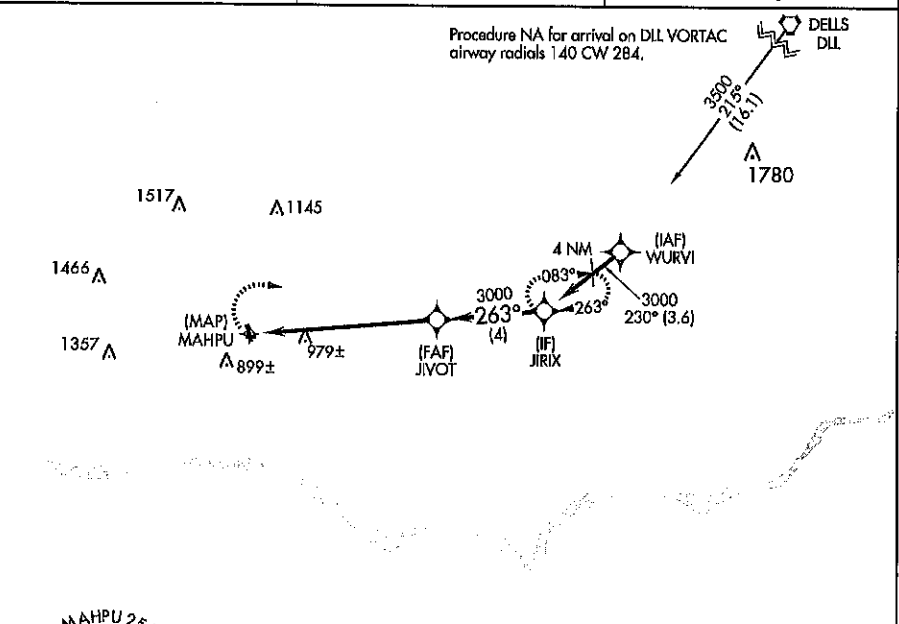 Procedure NA for arrival on DLL VORTAC
airway radials 140 CW 284.
DELLS
DLL
3500
215°
(16.1)
1780
1517
1145
(IAF)
WURVI
4 NM
083°
1466
3000
263°
(4)
263°
3000
230° (3.6)
(MAP)
MAHPU
979±
(FAF)
JIVOT
(IF)
JIRIX
1357
899±
MAHPU 25